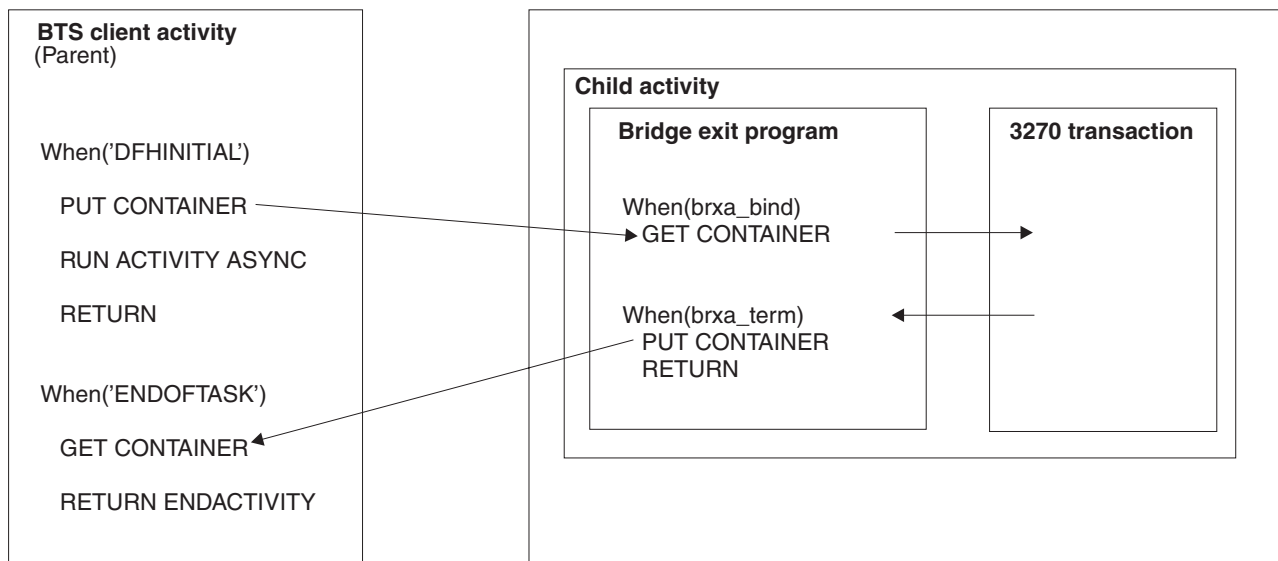 BTS client activity
(Parent)
When('DFHINITIAL')
PUT CONTAINER
RUN ACTIVITY ASYNC
RETURN
When('ENDOFTASK')
GET CONTAINER
RETURN ENDACTIVITY
Child activity
Bridge exit program
When(brxa_bind)
GET CONTAINER
When(brxa_term)
PUT CONTAINER
RETURN
3270 transaction